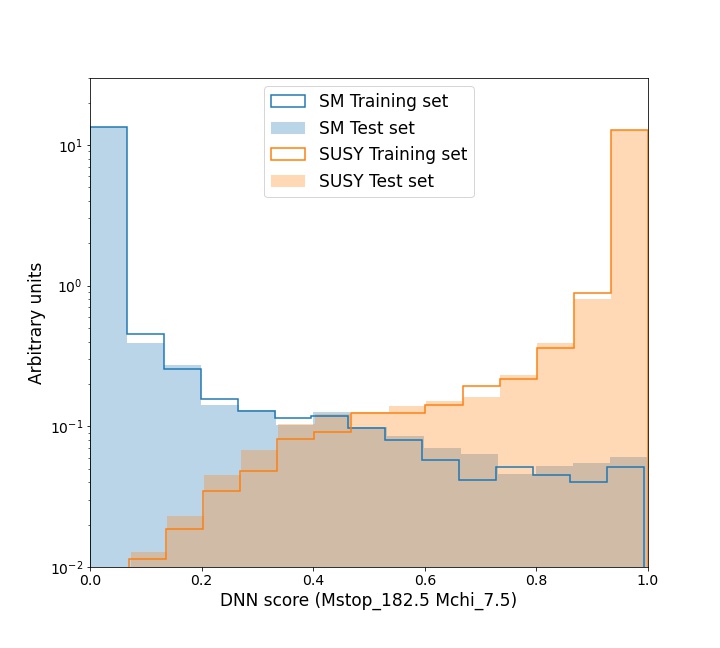 SM Training set
SM Test set
SUSY Training set
SUSY Test set
10¹
10⁰
10⁻¹
10⁻²
Arbitrary units
0.0 0.2 0.4 0.6 0.8 1.0
DNN score (Mstop_182.5 Mchi_7.5)